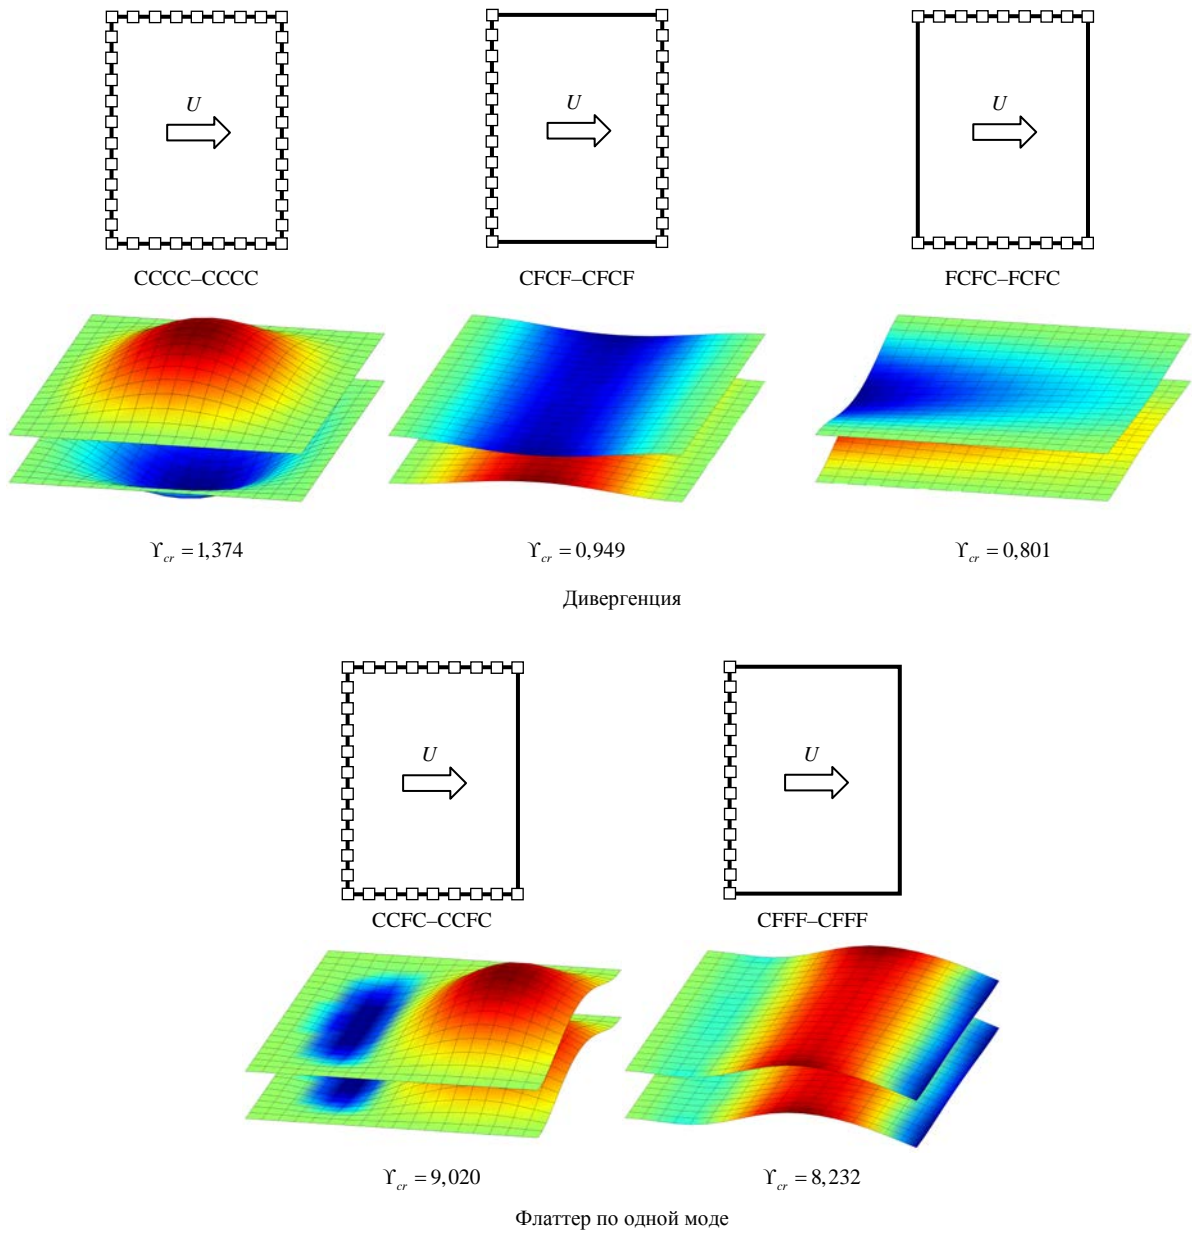 U U U
CCCC–CCCC CFCF–CFCF FCFC–FCFC
ϒcr = 1,374 ϒcr = 0,949 ϒcr = 0,801
Дивергенция
U U
CCFC–CCFC CFFF–CFFF
ϒcr = 9,020 ϒcr = 8,232
Флаттер по одной моде